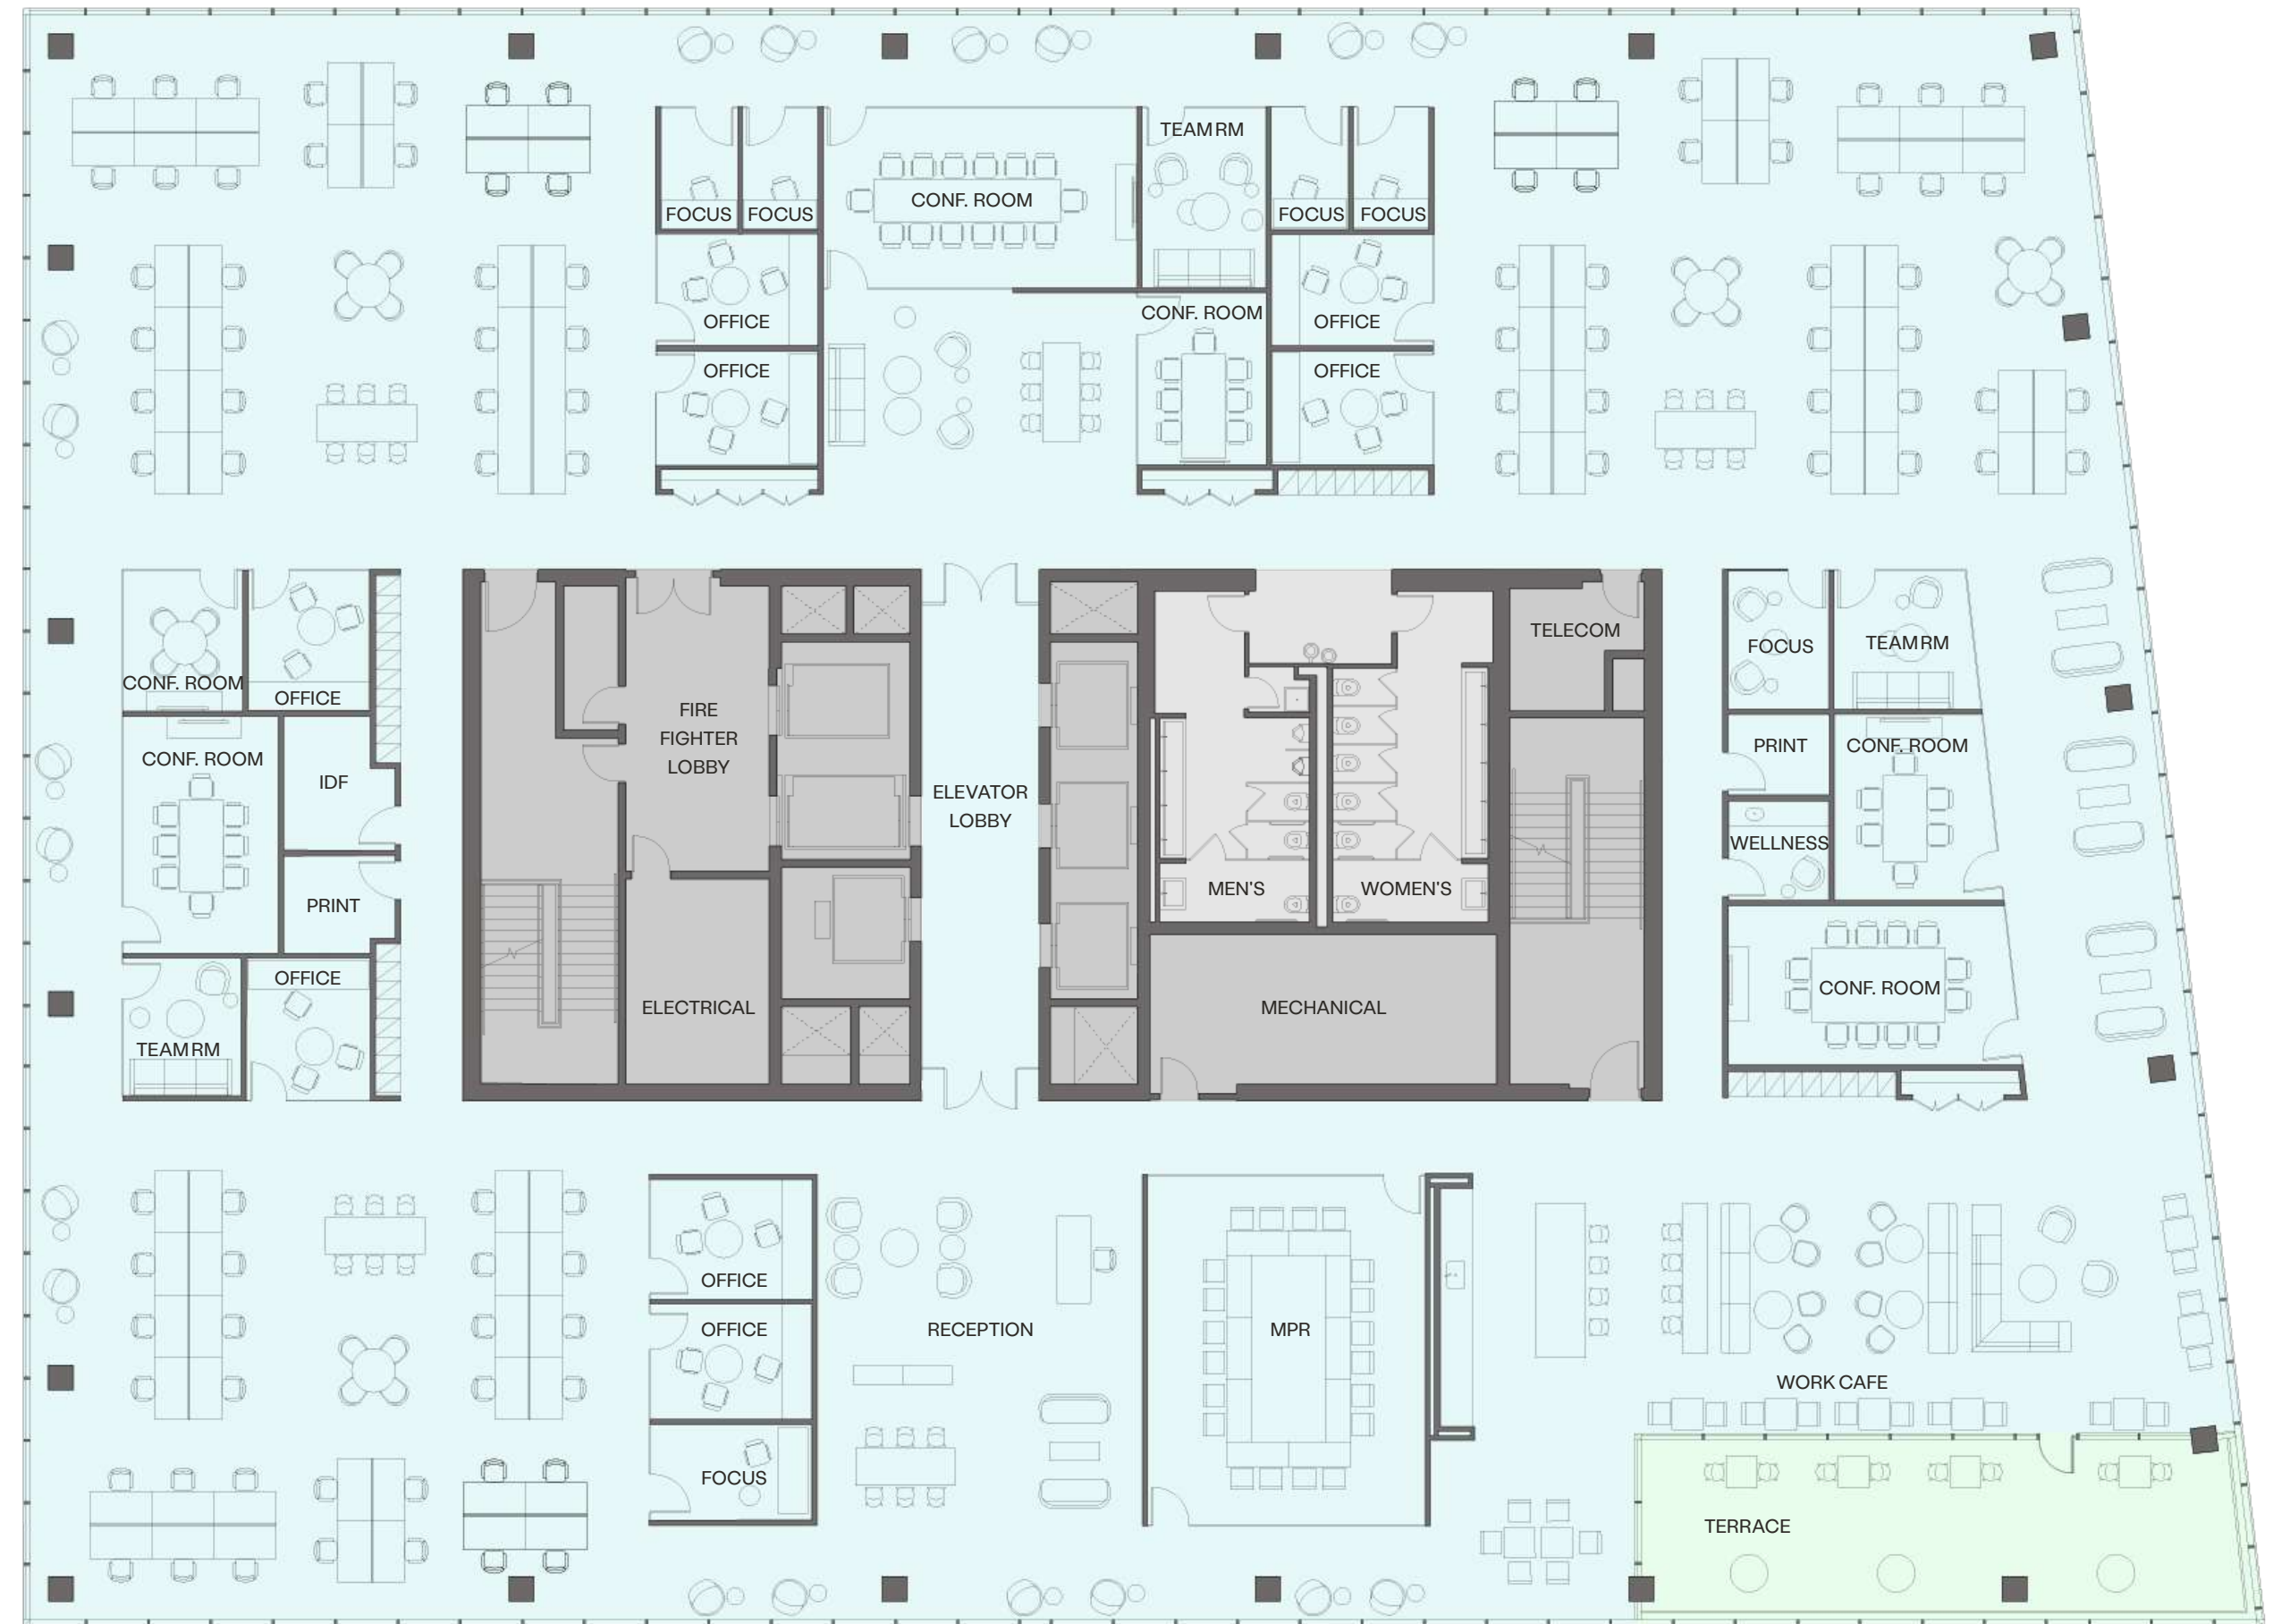 TEAM RM
CONF. ROOM
FOCUS
FOCUS
FOCUS
FOCUS
CONF. ROOM
OFFICE
OFFICE
OFFICE
OFFICE
TELECOM
FOCUS
TEAM RM
CONF. ROOM
OFFICE
FIRE
FIGHTER
LOBBY
PRINT
CONF. ROOM
CONF. ROOM
IDF
ELEVATOR
LOBBY
WELLNESS
MEN'S
WOMEN'S
PRINT
OFFICE
CONF. ROOM
ELECTRICAL
MECHANICAL
TEAM RM
OFFICE
OFFICE
RECEPTION
MPR
WORK CAFE
FOCUS
TERRACE